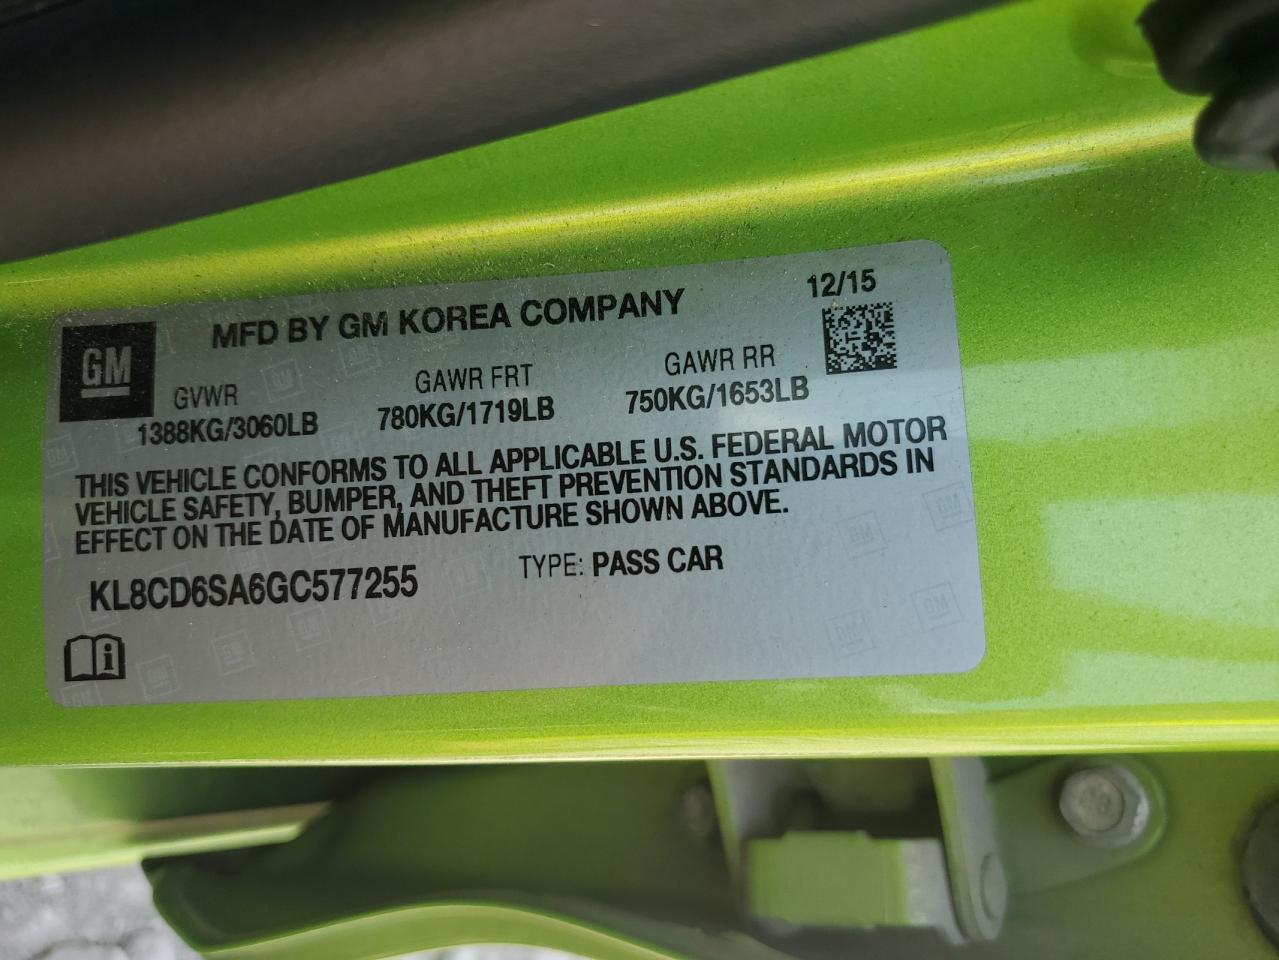 12/15
MFD BY GM KOREA COMPANY
GM
GVWR GAWR FRT GAWR RR
1388KG/3060LB 780KG/1719LB 750KG/1653LB
THIS VEHICLE CONFORMS TO ALL APPLICABLE U.S. FEDERAL MOTOR
VEHICLE SAFETY, BUMPER, AND THEFT PREVENTION STANDARDS IN
EFFECT ON THE DATE OF MANUFACTURE SHOWN ABOVE.
KL8CD6SA6GC577255 TYPE: PASS CAR